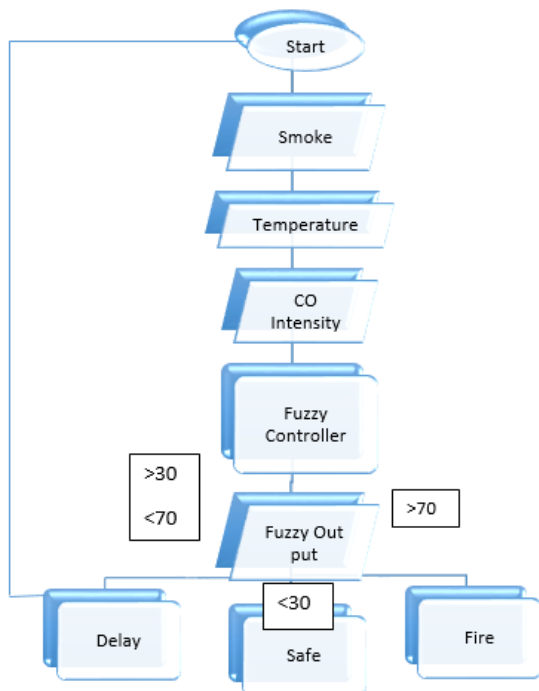 Start
Smoke
Temperature
CO
Intensity
Fuzzy
Controller
>30
<70
Fuzzy Out
put
>70
<30
Delay
Safe
Fire